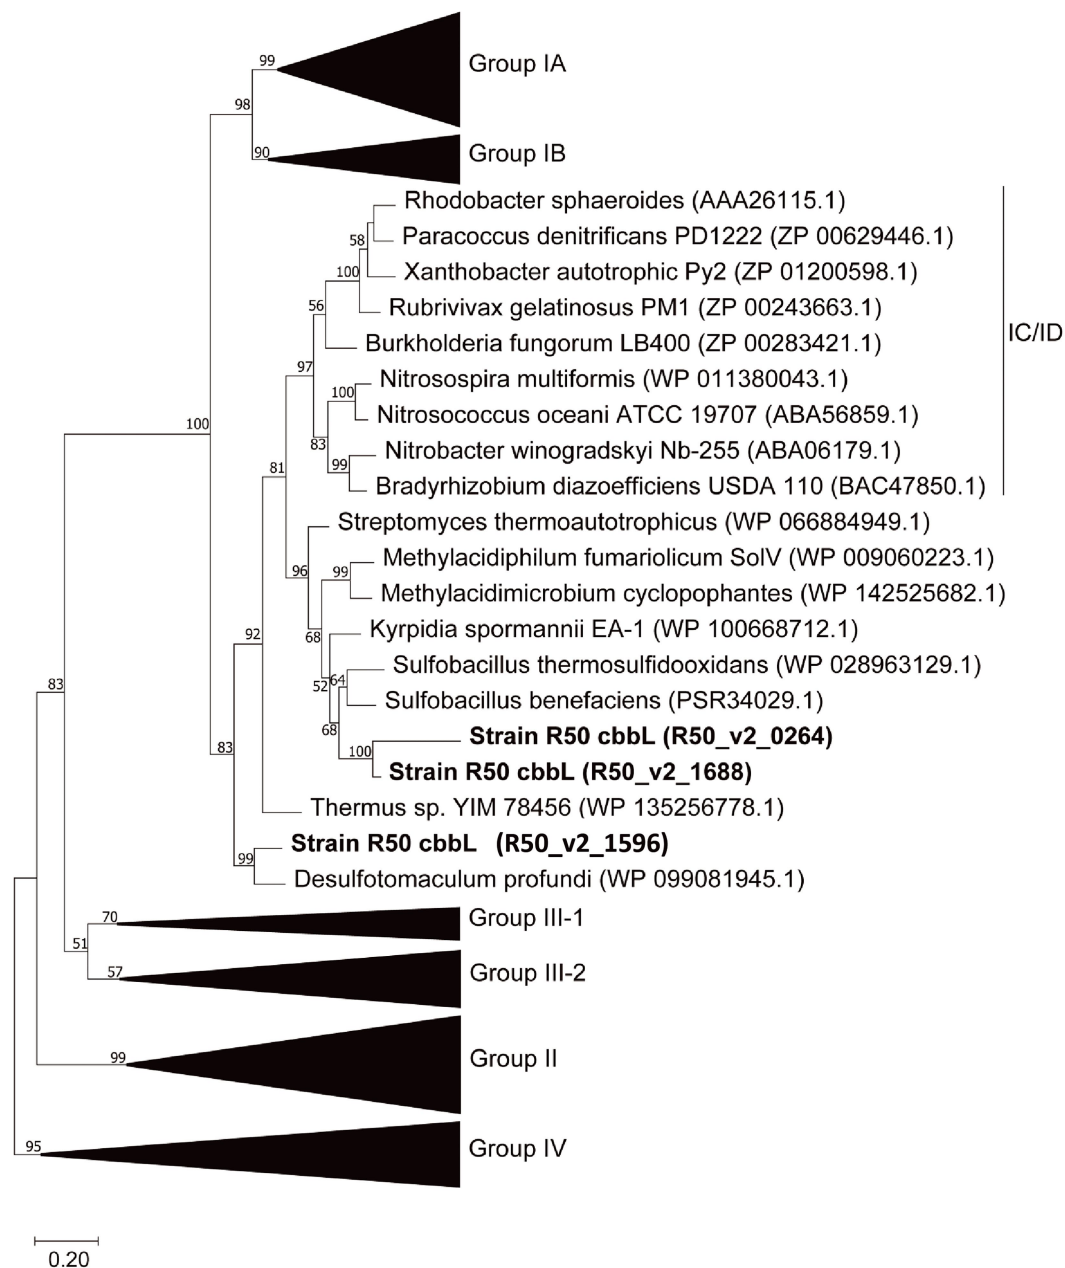 99
Group IA
98
90
Group IB
Rhodobacter sphaeroides (AAA26115.1)
58
Paracoccus denitrificans PD1222 (ZP 00629446.1)
100
Xanthobacter autotrophic Py2 (ZP 01200598.1)
56
Rubrivivax gelatinosus PM1 (ZP 00243663.1)
IC/ID
Burkholderia fungorum LB400 (ZP 00283421.1)
97
Nitrosospira multiformis (WP 011380043.1)
100
Nitrosococcus oceani ATCC 19707 (ABA56859.1)
100
83
Nitrobacter winogradskyi Nb-255 (ABA06179.1)
81
99
Bradyrhizobium diazoefficiens USDA 110 (BAC47850.1)
Streptomyces thermoautotrophicus (WP 066884949.1)
96
99
Methylacidiphilum fumariolicum SolV (WP 009060223.1)
Methylacidimicrobium cyclopophantes (WP 142525682.1)
92
68
Kyrpidia spormannii EA-1 (WP 100668712.1)
Sulfobacillus thermosulfidooxidans (WP 028963129.1)
83
52
64
Sulfobacillus benefaciens (PSR34029.1)
68
Strain R50 cbbL (R50_v2_0264)
83
100
Strain R50 cbbL (R50_v2_1688)
Thermus sp. YIM 78456 (WP 135256778.1)
Strain R50 cbbL (R50_v2_1596)
99
Desulfotomaculum profundi (WP 099081945.1)
70
Group III-1
51
57
Group III-2
99
Group II
95
Group IV
0.20